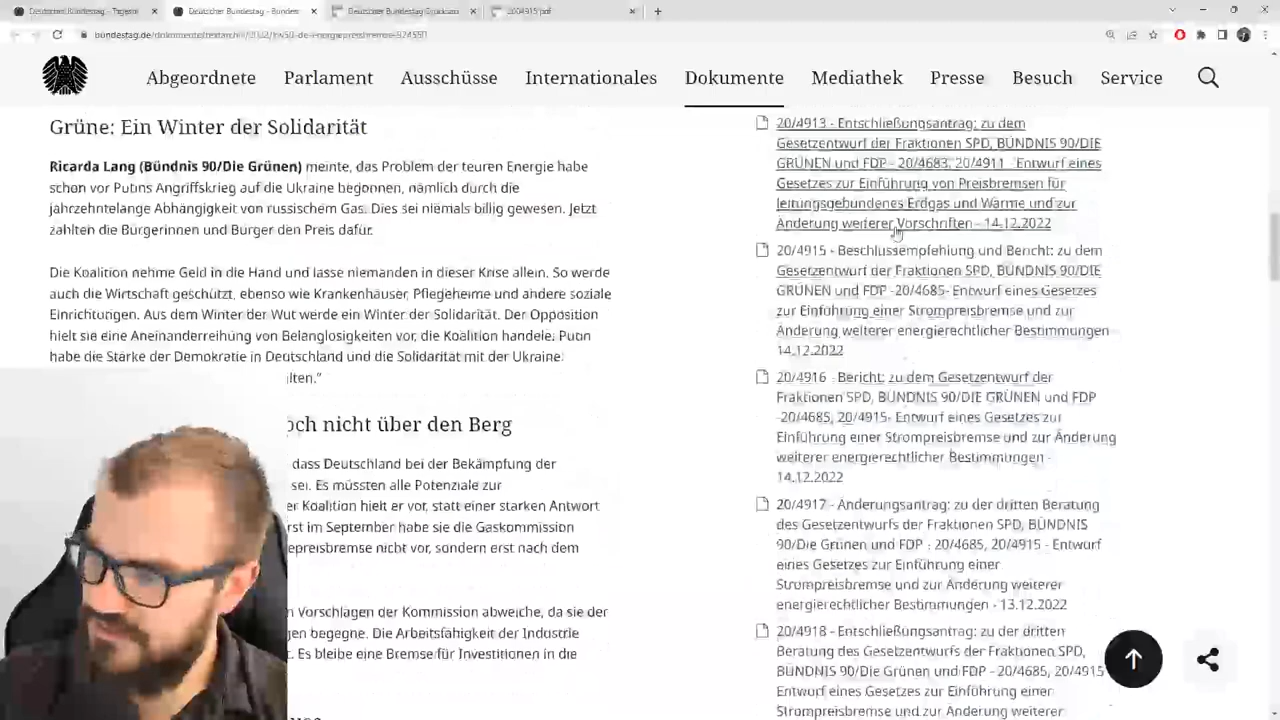 Deutscher Bundestag - Tageso
Deutscher Bundestag - Bundes
Deutscher Bundestag Drucksac
2004915.pdf
Abgeordnete
Parlament
Ausschüsse
Internationales
Dokumente
Mediathek
Presse
Besuch
Service
Grüne: Ein Winter der Solidarität
Ricarda Lang (Bündnis 90/Die Grünen) meinte, das Problem der teuren Energie habe
schon vor Putins Angriffskrieg auf die Ukraine begonnen, nämlich durch die
jahrzehntelange Abhängigkeit von russischem Gas. Dies sei niemals billig gewesen. Jetzt
zahlten die Bürgerinnen und Bürger den Preis dafür.
Die Koalition nehme Geld in die Hand und lasse niemanden in dieser Krise allein. So werde
auch die Wirtschaft geschützt, ebenso wie Krankenhäuser, Pflegeheime und andere soziale
Einrichtungen. Aus dem Winter der Wut werde ein Winter der Solidarität. Der Opposition
hielt sie eine Aneinanderreihung von Belanglosigkeiten vor, die Koalition handele. Putin
habe die Stärke der Demokratie in Deutschland und die Solidarität mit der Ukraine
lten.“
och nicht über den Berg
dass Deutschland bei der Bekämpfung der
sei. Es müssten alle Potenziale zur
er Koalition hielt er vor, statt einer starken Antwort
rst im September habe sie die Gaskommission
epreisbremse nicht vor, sondern erst nach dem
n Vorschlägen der Kommission abweiche, da sie der
gen begegne. Die Arbeitsfähigkeit der Industrie
t. Es bleibe eine Bremse für Investitionen in die
20/4913 - Entschließungsantrag: zu dem
Gesetzentwurf der Fraktionen SPD, BÜNDNIS 90/DIE
GRÜNEN und FDP - 20/4683, 20/4911 - Entwurf eines
Gesetzes zur Einführung von Preisbremsen für
leitungsgebundenes Erdgas und Wärme und zur
Änderung weiterer Vorschriften - 14.12.2022
20/4915 - Beschlussempfehlung und Bericht: zu dem
Gesetzentwurf der Fraktionen SPD, BÜNDNIS 90/DIE
GRÜNEN und FDP -20/4685- Entwurf eines Gesetzes
zur Einführung einer Strompreisbremse und zur
Änderung weiterer energierechtlicher Bestimmungen
14.12.2022
20/4916 - Bericht: zu dem Gesetzentwurf der
Fraktionen SPD, BÜNDNIS 90/DIE GRÜNEN und FDP
-20/4685, 20/4915- Entwurf eines Gesetzes zur
Einführung einer Strompreisbremse und zur Änderung
weiterer energierechtlicher Bestimmungen -
14.12.2022
20/4917 - Änderungsantrag: zu der dritten Beratung
des Gesetzentwurfs der Fraktionen SPD, BÜNDNIS
90/Die Grünen und FDP - 20/4685, 20/4915 - Entwurf
eines Gesetzes zur Einführung einer
Strompreisbremse und zur Änderung weiterer
energierechtlicher Bestimmungen - 13.12.2022
20/4918 - Entschließungsantrag: zu der dritten
Beratung des Gesetzentwurfs der Fraktionen SPD,
BÜNDNIS 90/Die Grünen und FDP - 20/4685, 20/4915
Entwurf eines Gesetzes zur Einführung einer
Strompreisbremse und zur Änderung weiterer